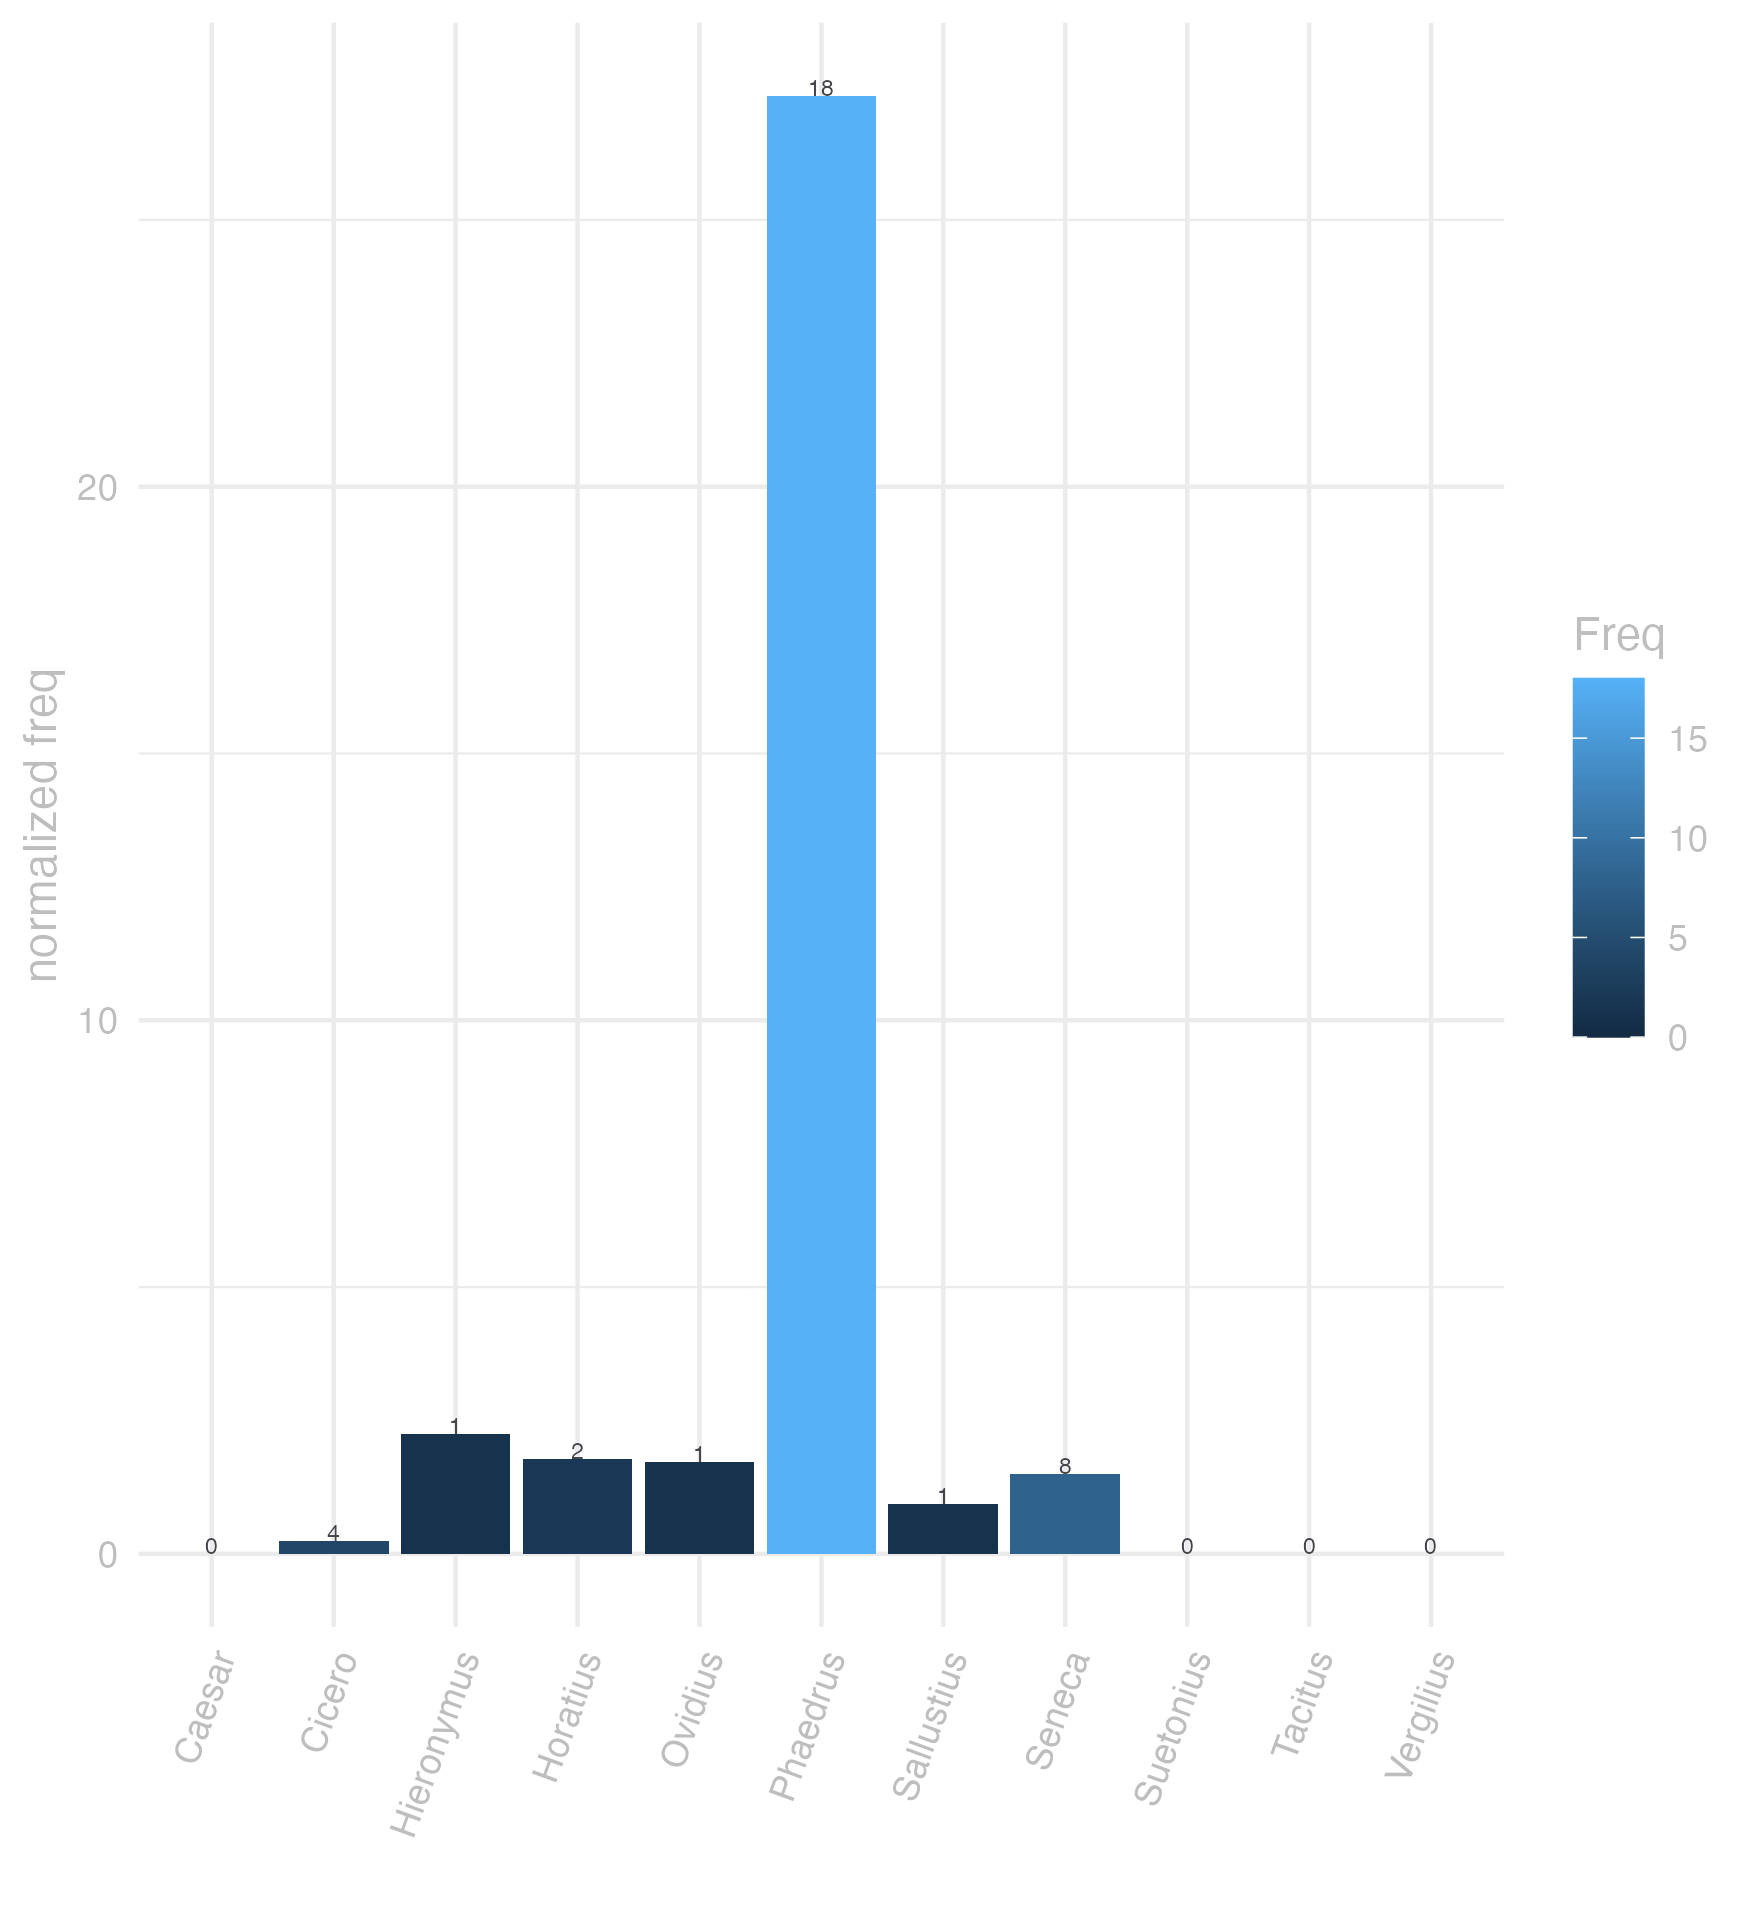 normalized freq
20
10
0
0
4
1
2
1
18
1
8
0
0
0
Caesar
Cicero
Hieronymus
Horatius
Ovidius
Phaedrus
Sallustius
Seneca
Suetonius
Tacitus
Vergilius
Freq
15
10
5
0